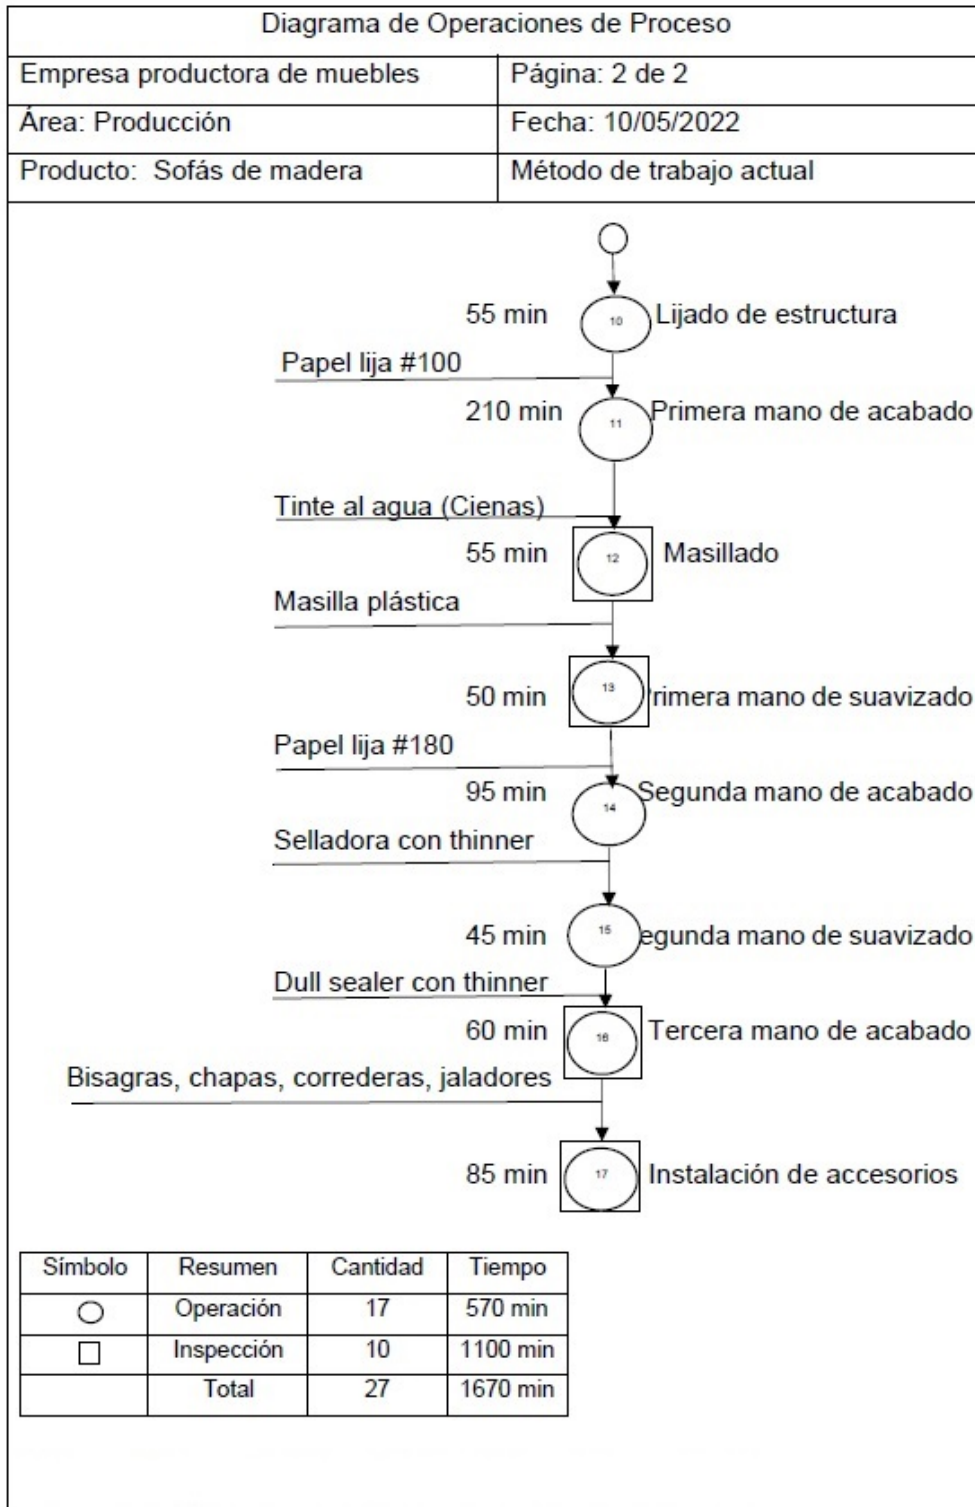 Diagrama de Operaciones de Proceso
Empresa productora de muebles
Página: 2 de 2
Área: Producción
Fecha: 10/05/2022
Producto: Sofás de madera
Método de trabajo actual
55 min 10 Lijado de estructura
Papel lija #100
210 min 11 Primera mano de acabado
Tinte al agua (Cienas)
55 min 12 Masillado
Masilla plástica
50 min 13 rimera mano de suavizado
Papel lija #180
95 min 14 Segunda mano de acabado
Selladora con thinner
45 min 15 egunda mano de suavizado
Dull sealer con thinner
60 min 16 Tercera mano de acabado
Bisagras, chapas, correderas, jaladores
85 min 17 Instalación de accesorios
Símbolo Resumen Cantidad Tiempo
Operación 17 570 min
Inspección 10 1100 min
Total 27 1670 min